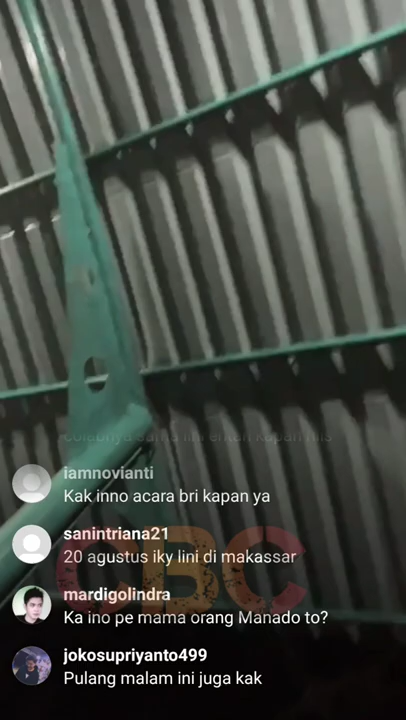 iamnovianti
Kak inno acara bri kapan ya
sanintriana21
20 agustus iky lini di makassar
CBC
mardigolindra
Ka ino pe mama orang Manado to?
jokosupriyanto499
Pulang malam ini juga kak